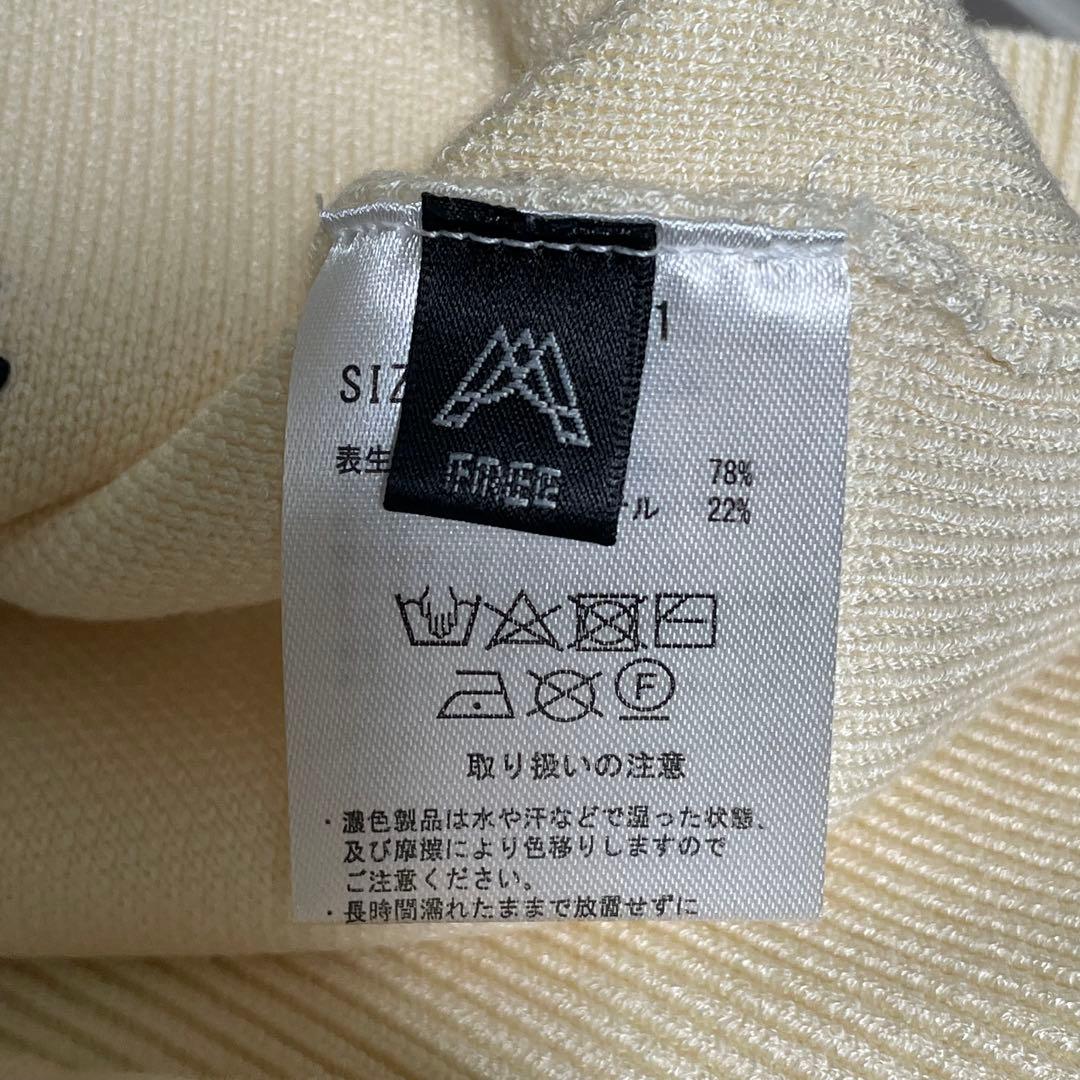 1
SIZ
FREE
表生
78%
ール 22%
F
取り扱いの注意
・濃色製品は水や汗などで湿った状態、
及び摩擦により色移りしますので
ご注意ください。
・長時間濡れたままで放置せずに